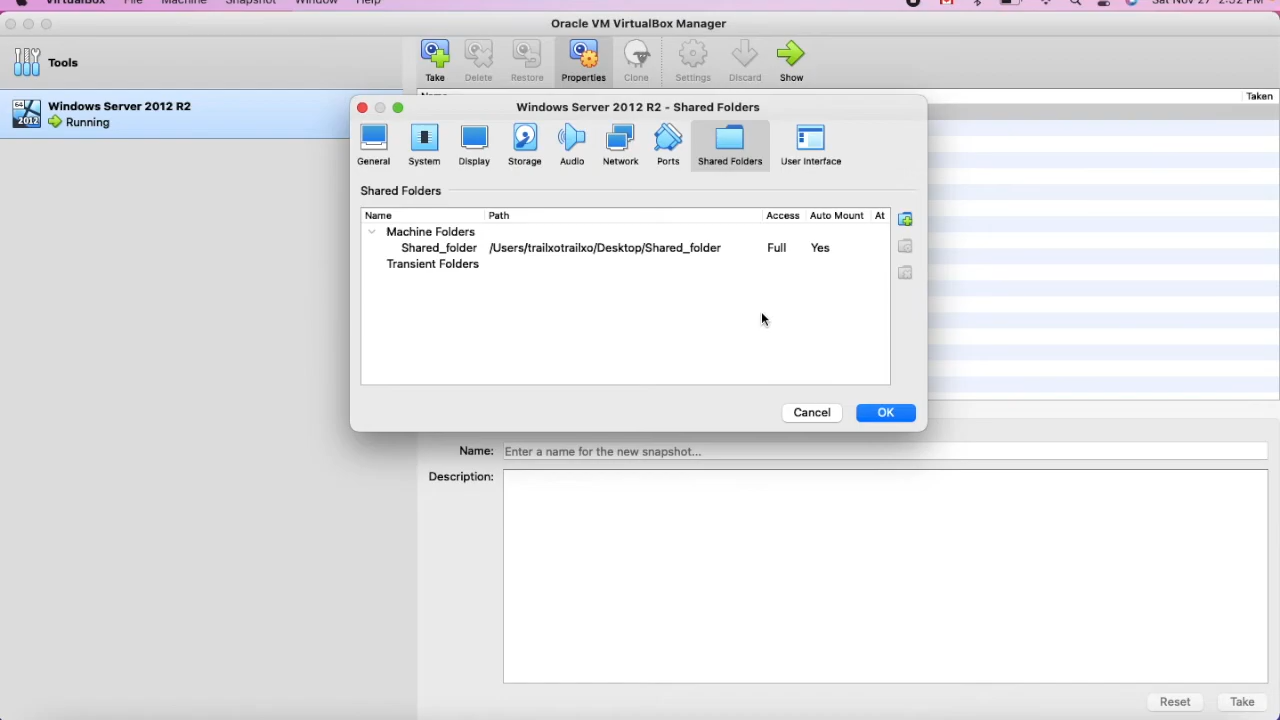 VirtualBox File Machine Snapshot Window Help Sat Nov 27 2:52 PM
Oracle VM VirtualBox Manager
Tools
Take Delete Restore Properties Clone Settings Discard Show
Name Taken
64
2012
Windows Server 2012 R2
Running
Windows Server 2012 R2 - Shared Folders
General System Display Storage Audio Network Ports Shared Folders User Interface
Shared Folders
Name Path Access Auto Mount At
Machine Folders
Shared_folder /Users/trailxotrailxo/Desktop/Shared_folder Full Yes
Transient Folders
Cancel OK
Name: Enter a name for the new snapshot...
Description:
Reset Take